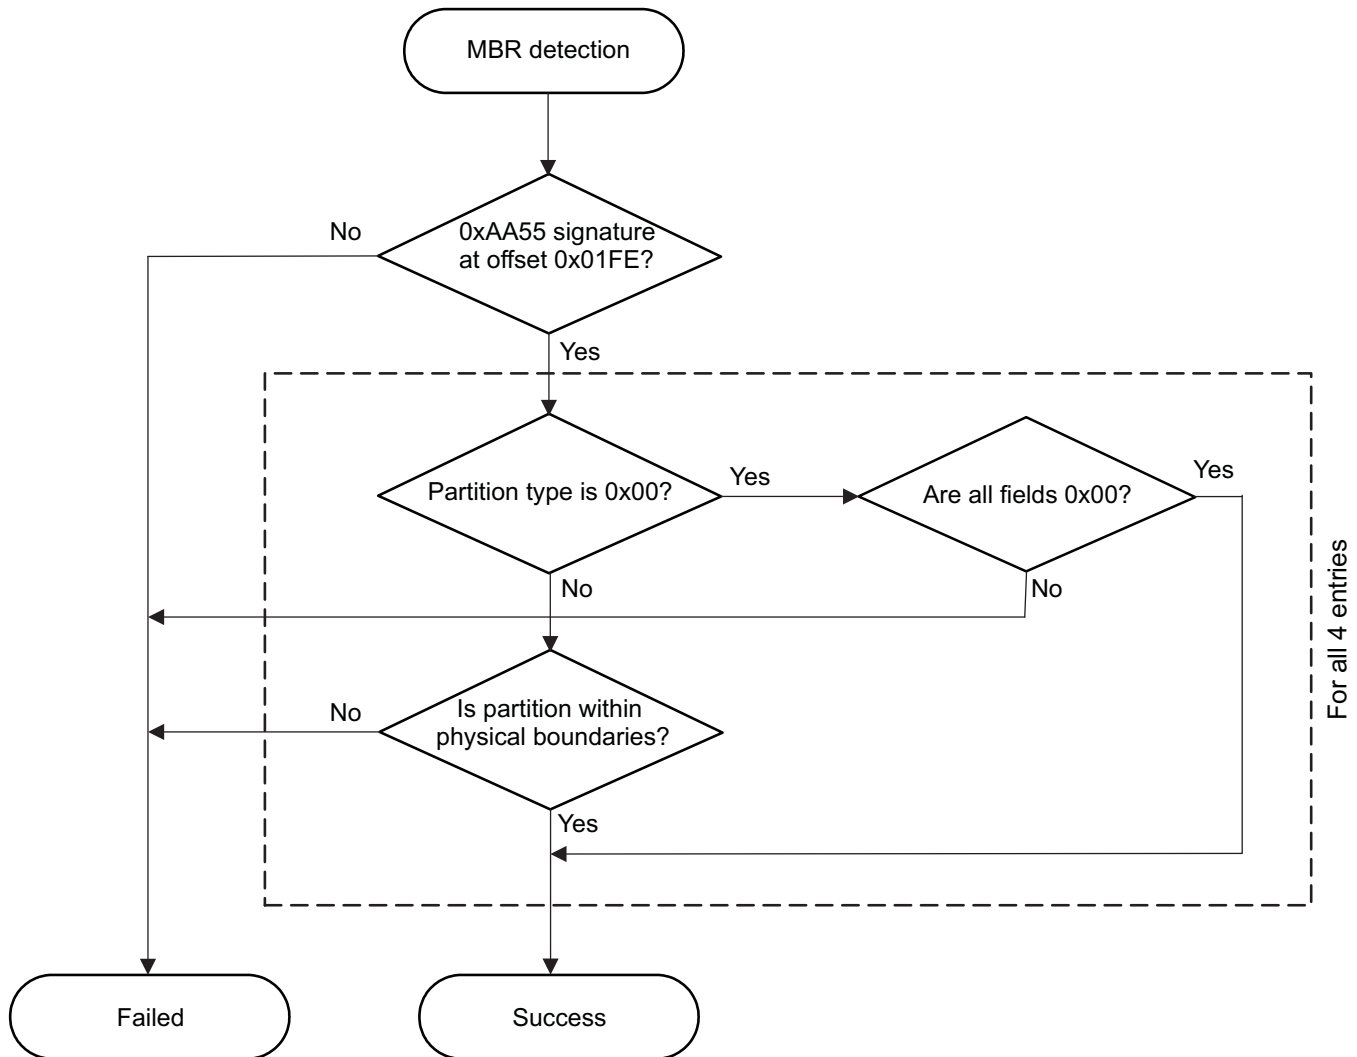 MBR detection
0xAA55 signature
at offset 0x01FE?
No
Yes
Partition type is 0x00?
Yes
Are all fields 0x00?
Yes
No
No
Is partition within
physical boundaries?
No
Yes
For all 4 entries
Failed
Success